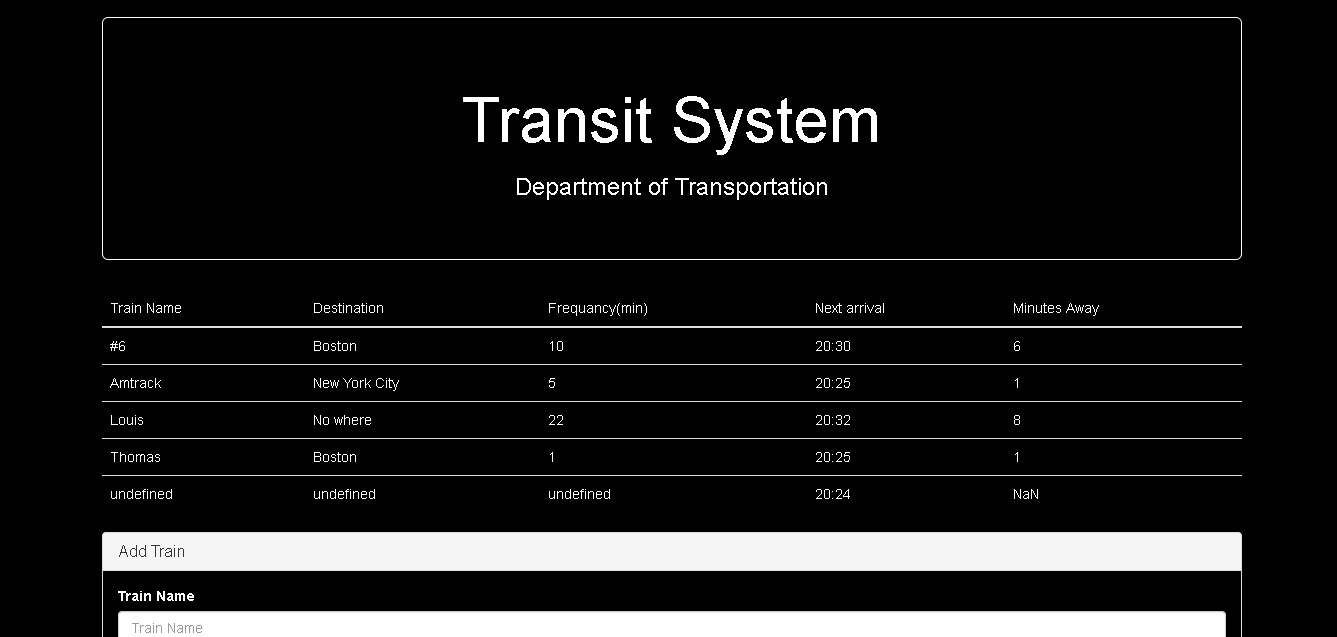 Transit System
Department of Transportation
Train Name Destination Frequancy(min) Next arrival Minutes Away
#6 Boston 10 20:30 6
Amtrack New York City 5 20:25 1
Louis No where 22 20:32 8
Thomas Boston 1 20:25 1
undefined undefined undefined 20:24 NaN
Add Train
Train Name
Train Name